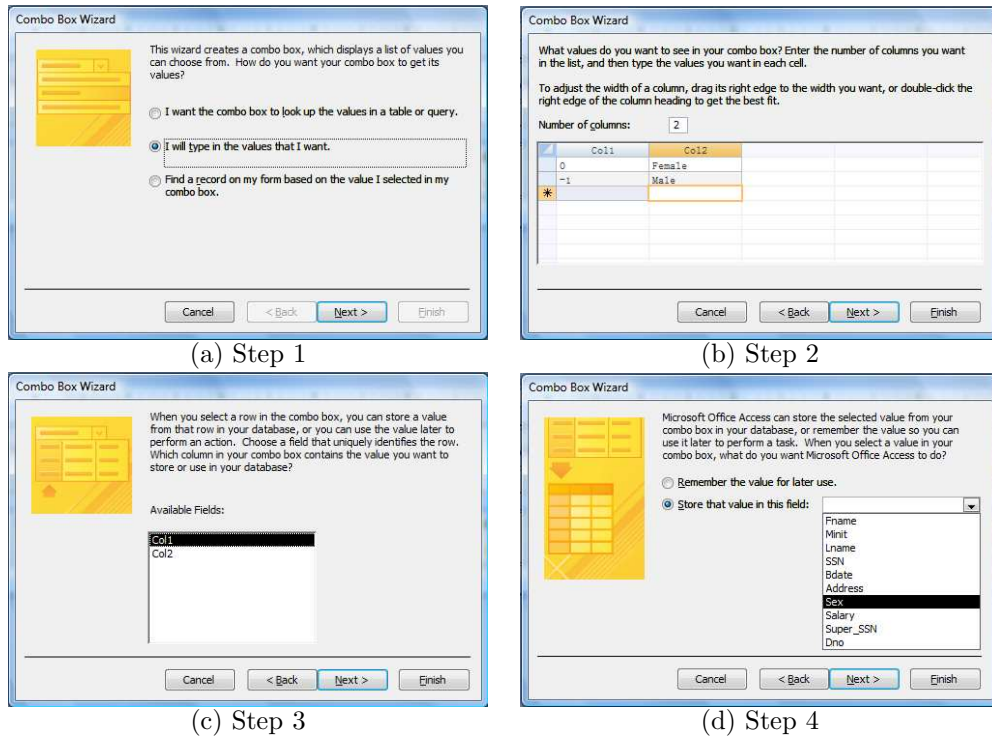 Combo Box Wizard
This wizard creates a combo box, which displays a list of values you
can choose from. How do you want your combo box to get its
values?
I want the combo box to look up the values in a table or query.
I will type in the values that I want.
Find a record on my form based on the value I selected in my
combo box.
Cancel
< Back
Next >
Finish
(a) Step 1
Combo Box Wizard
What values do you want to see in your combo box? Enter the number of columns you want
in the list, and then type the values you want in each cell.
To adjust the width of a column, drag its right edge to the width you want, or double-click the
right edge of the column heading to get the best fit.
Number of columns: 2
Col1 Col2
0 Female
-1 Male
Cancel
< Back
Next >
Finish
(b) Step 2
Combo Box Wizard
When you select a row in the combo box, you can store a value
from that row in your database, or you can use the value later to
perform an action. Choose a field that uniquely identifies the row.
Which column in your combo box contains the value you want to
store or use in your database?
Available Fields:
Col1
Col2
Cancel
< Back
Next >
Finish
(c) Step 3
Combo Box Wizard
Microsoft Office Access can store the selected value from your
combo box in your database, or remember the value so you can
use it later to perform a task. When you select a value in your
combo box, what do you want Microsoft Office Access to do?
Remember the value for later use.
Store that value in this field:
Fname
Minit
Lname
SSN
Bdate
Address
Sex
Salary
Super_SSN
Dno
Cancel
< Back
Next >
Finish
(d) Step 4